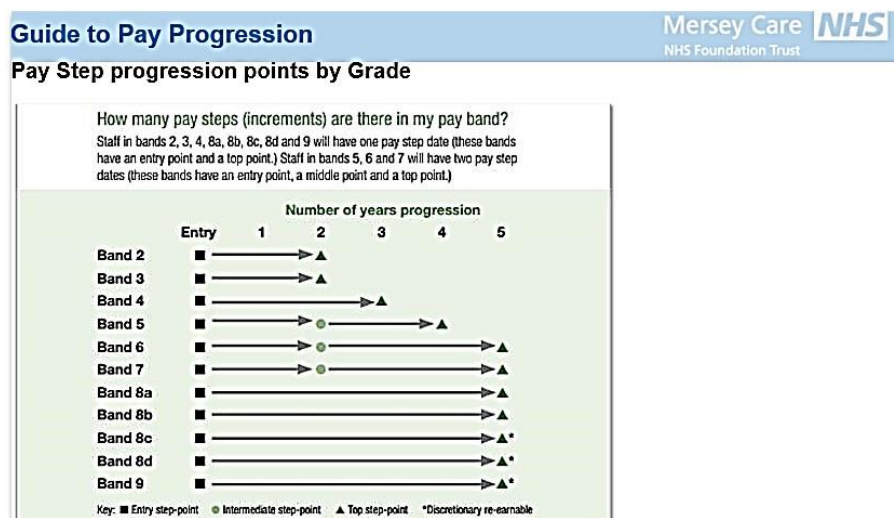 Guide to Pay Progression
Mersey Care NHS
NHS Foundation Trust
Pay Step progression points by Grade
How many pay steps (increments) are there in my pay band?
Staff in bands 2, 3, 4, 8a, 8b, 8c, 8d and 9 will have one pay step date (these bands
have an entry point and a top point.) Staff in bands 5, 6 and 7 will have two pay step
dates (these bands have an entry point, a middle point and a top point.)
Number of years progression
Entry 1 2 3 4 5
Band 2
Band 3
Band 4
Band 5
Band 6
Band 7
Band 8a
Band 8b
Band 8c *
Band 8d *
Band 9 *
Key: Entry step-point Intermediate step-point Top step-point *Discretionary re-earnable